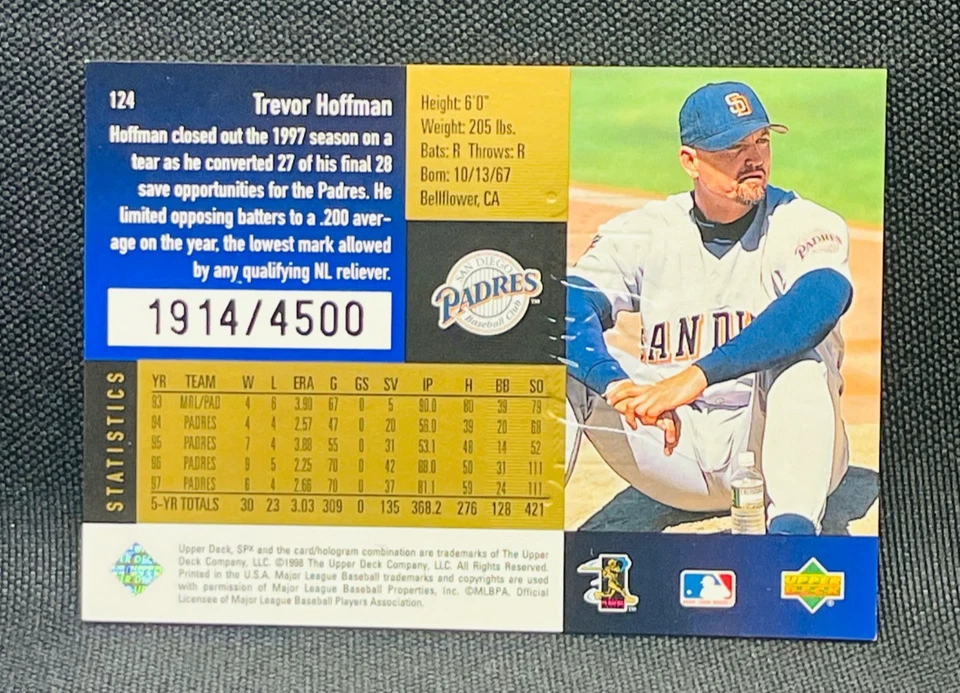 124
Trevor Hoffman
Hoffman closed out the 1997 season on a
tear as he converted 27 of his final 28
save opportunities for the Padres. He
limited opposing batters to a .200 aver-
age on the year, the lowest mark allowed
by any qualifying NL reliever.
1914/4500
Height: 6'0"
Weight: 205 lbs.
Bats: R Throws: R
Born: 10/13/67
Bellflower, CA
SAN DIEGO
PADRES ™
Baseball Club
SD
PADRES
SAN DI
STATISTICS
YR TEAM W L ERA G GS SV IP H BB SO
93 MRL/PAD 4 6 3.90 67 0 5 90.0 80 39 79
94 PADRES 4 4 2.57 47 0 20 56.0 39 20 68
95 PADRES 7 4 3.88 55 0 31 53.1 48 14 52
96 PADRES 9 5 2.25 70 0 42 88.0 50 31 111
97 PADRES 6 4 2.66 70 0 37 81.1 59 24 111
5-YR TOTALS 30 23 3.03 309 0 135 368.2 276 128 421
Upper Deck, SPx and the card/hologram combination are trademarks of The Upper
Deck Company, LLC. ©1998 The Upper Deck Company, LLC. All Rights Reserved.
Printed in the U.S.A. Major League Baseball trademarks and copyrights are used
with permission of Major League Baseball Properties, Inc. ©MLBPA. Official
Licensee of Major League Baseball Players Association.
UPPER
DECK